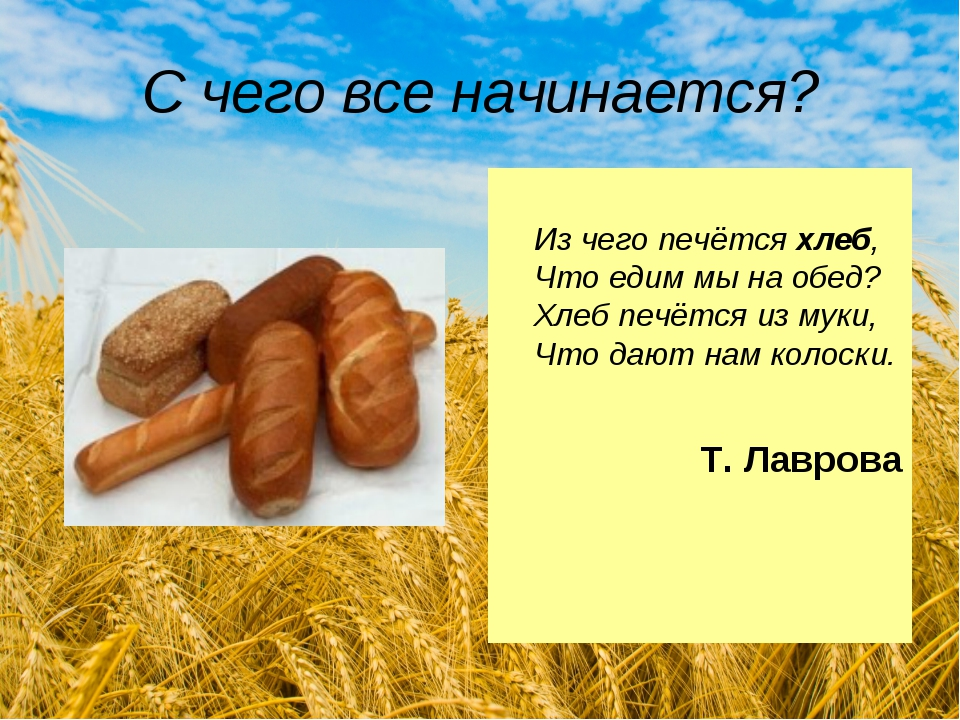 С чего все начинается?
Из чего печётся хлеб,
Что едим мы на обед?
Хлеб печётся из муки,
Что дают нам колоски.
Т. Лаврова